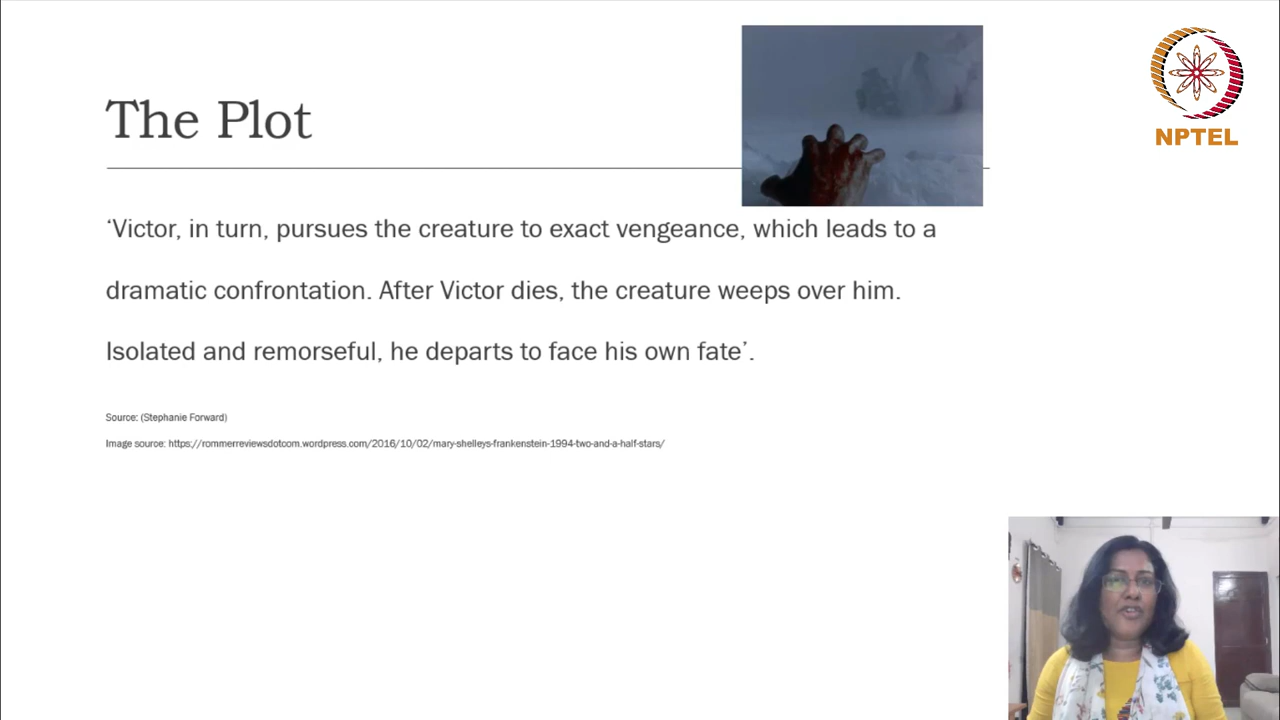 The Plot
NPTEL
‘Victor, in turn, pursues the creature to exact vengeance, which leads to a
dramatic confrontation. After Victor dies, the creature weeps over him.
Isolated and remorseful, he departs to face his own fate’.
Source: (Stephanie Forward)
Image source: https://rommerreviewsdotcom.wordpress.com/2016/10/02/mary-shelleys-frankenstein-1994-two-and-a-half-stars/